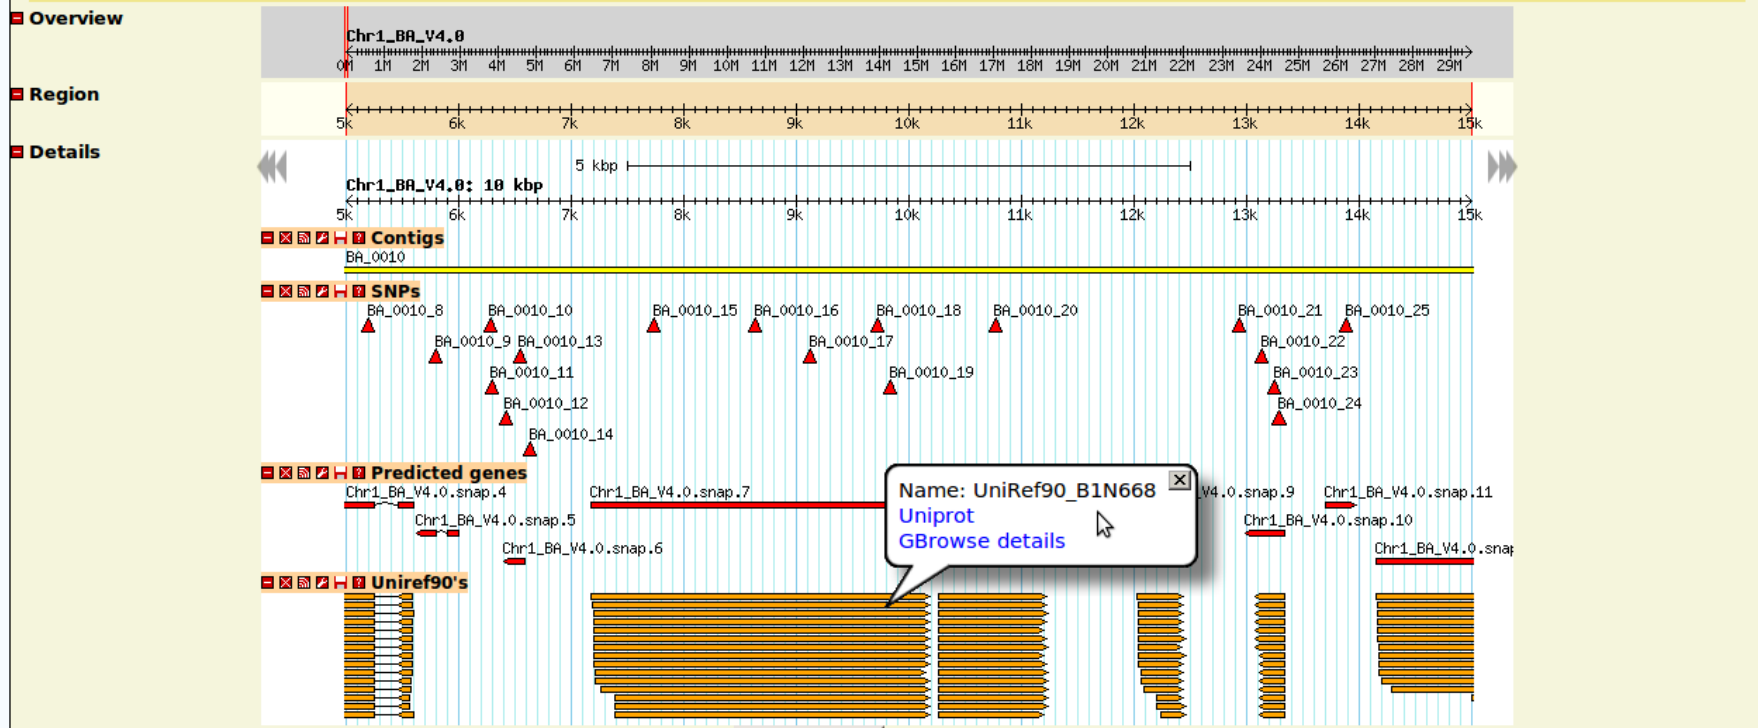 Overview
Chr1_BA_V4.0
0M 1M 2M 3M 4M 5M 6M 7M 8M 9M 10M 11M 12M 13M 14M 15M 16M 17M 18M 19M 20M 21M 22M 23M 24M 25M 26M 27M 28M 29M
Region
5k 6k 7k 8k 9k 10k 11k 12k 13k 14k 15k
Details
5 kbp
Chr1_BA_V4.0: 10 kbp
5k 6k 7k 8k 9k 10k 11k 12k 13k 14k 15k
Contigs
BA_0010
SNPs
BA_0010_8 BA_0010_10 BA_0010_15 BA_0010_16 BA_0010_18 BA_0010_20 BA_0010_21 BA_0010_25
BA_0010_9 BA_0010_13 BA_0010_17 BA_0010_22
BA_0010_11 BA_0010_19 BA_0010_23
BA_0010_12 BA_0010_24
BA_0010_14
Predicted genes
Chr1_BA_V4.0.snap.4 Chr1_BA_V4.0.snap.7 V4.0.snap.9 Chr1_BA_V4.0.snap.11
Name: UniRef90_B1N668
Uniprot
GBrowse details
Chr1_BA_V4.0.snap.5 Chr1_BA_V4.0.snap.10
Chr1_BA_V4.0.snap.6 Chr1_BA_V4.0.snap
Uniref90's